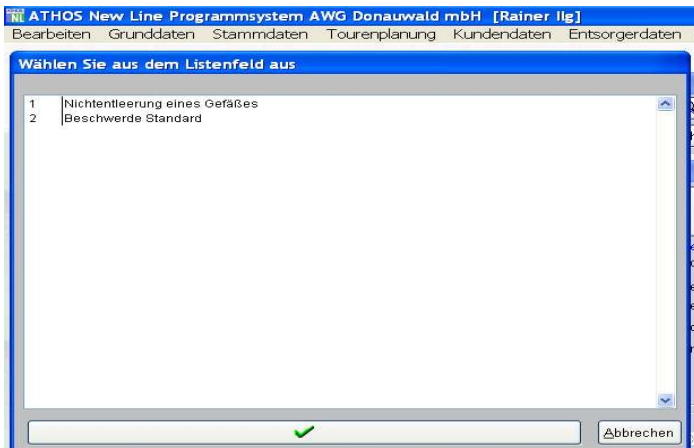 NL ATHOS New Line Programmsystem AWG Donauwald mbH [Rainer Ilg]
Bearbeiten Grunddaten Stammdaten Tourenplanung Kundendaten Entsorgerdaten
Wählen Sie aus dem Listenfeld aus
1 Nichtentleerung eines Gefäßes
2 Beschwerde Standard
Abbrechen